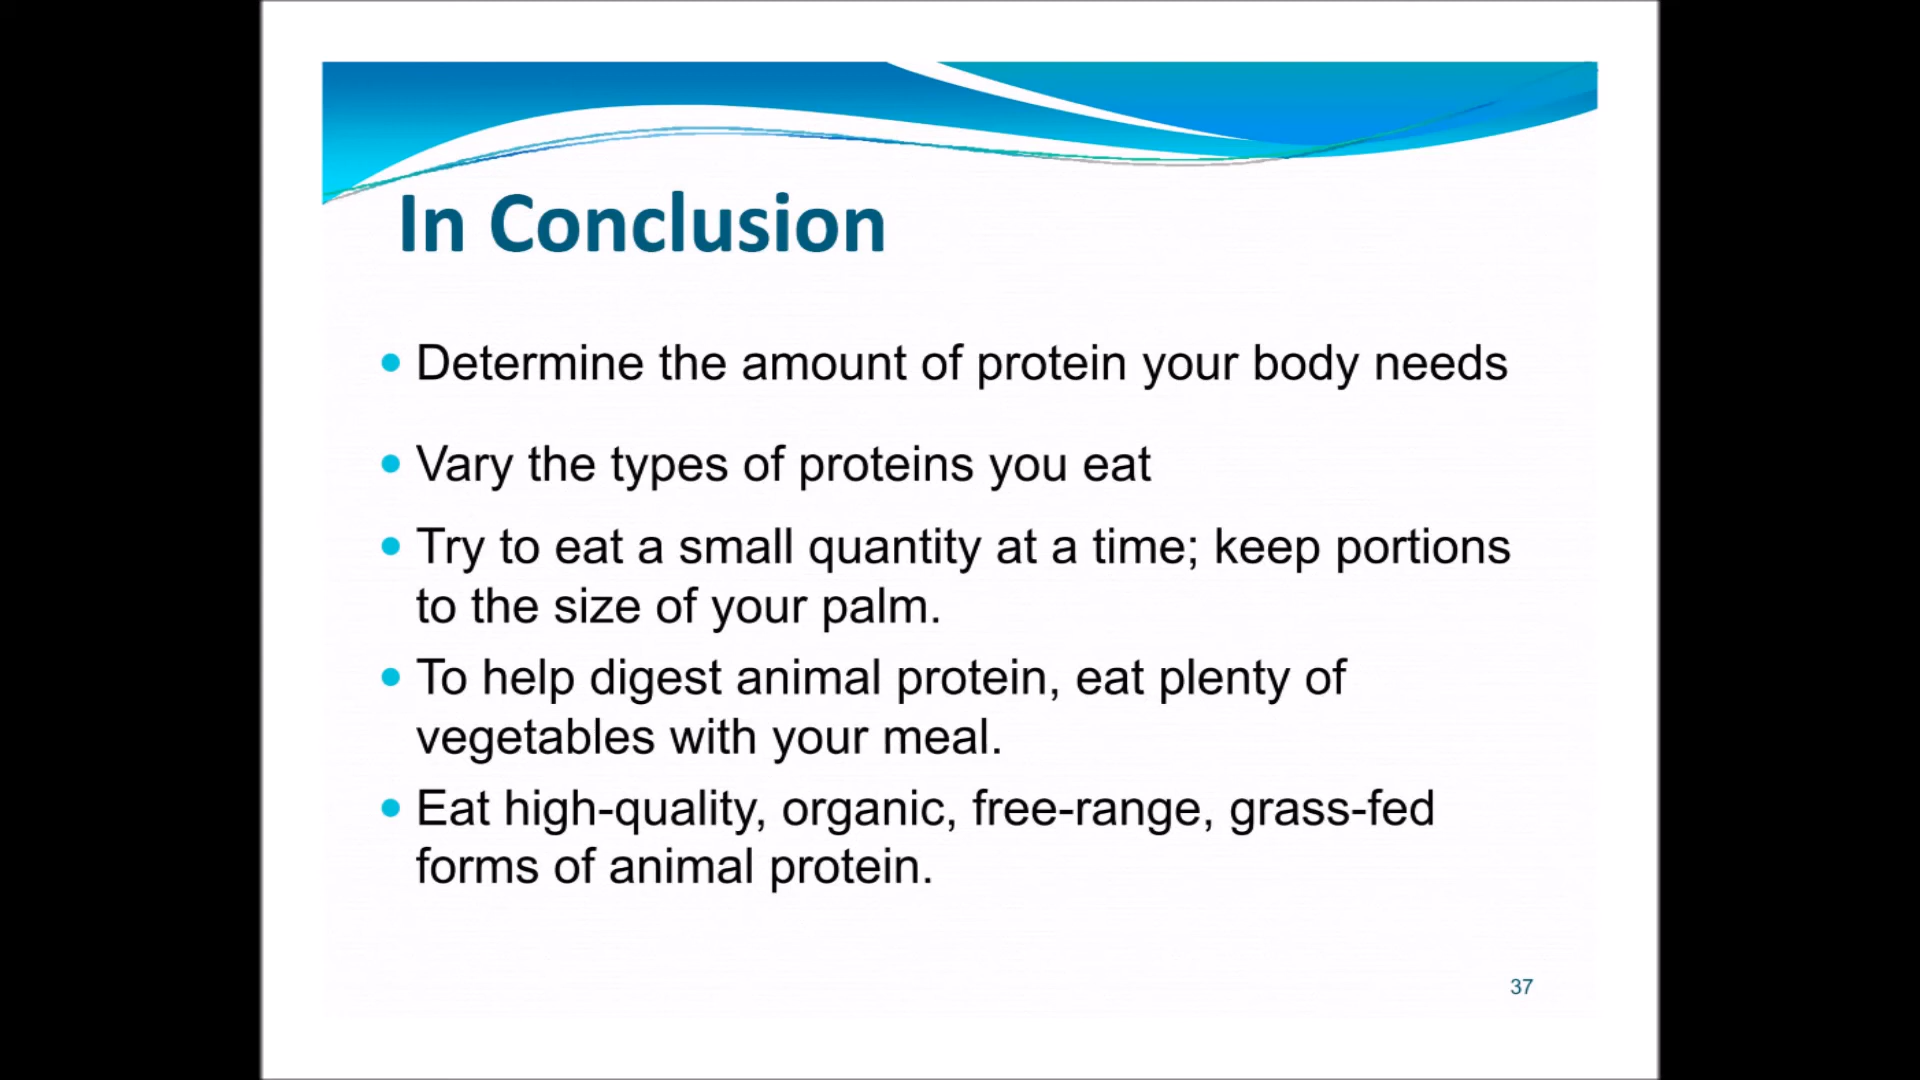 In Conclusion
• Determine the amount of protein your body needs
• Vary the types of proteins you eat
• Try to eat a small quantity at a time; keep portions
to the size of your palm.
• To help digest animal protein, eat plenty of
vegetables with your meal.
• Eat high-quality, organic, free-range, grass-fed
forms of animal protein.
37